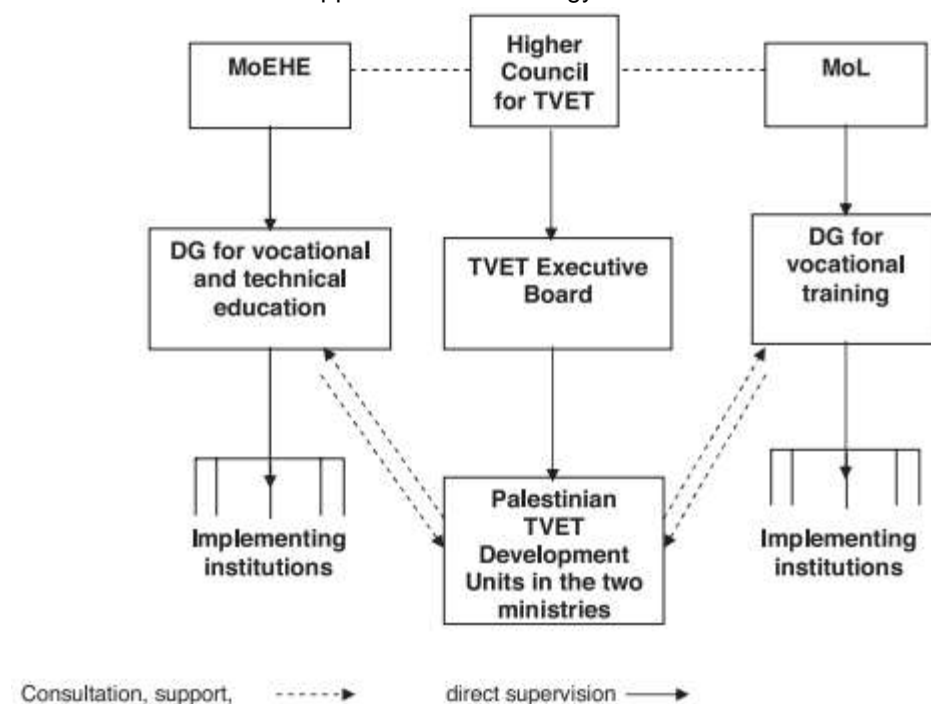 MoEHE
Higher
Council
for TVET
MoL
DG for vocational
and technical
education
TVET Executive
Board
DG for
vocational
training
Implementing
institutions
Palestinian
TVET
Development
Units in the two
ministries
Implementing
institutions
Consultation, support,
direct supervision